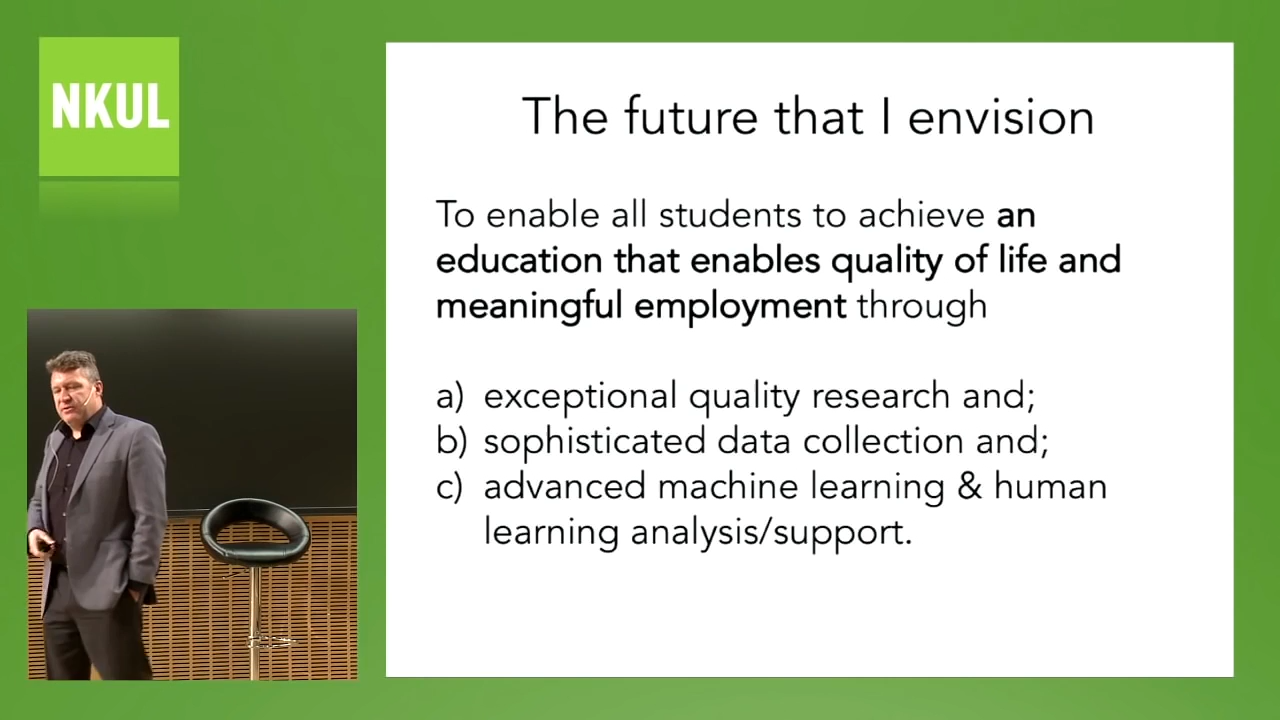 NKUL
The future that I envision
To enable all students to achieve an
education that enables quality of life and
meaningful employment through
a) exceptional quality research and;
b) sophisticated data collection and;
c) advanced machine learning & human
learning analysis/support.